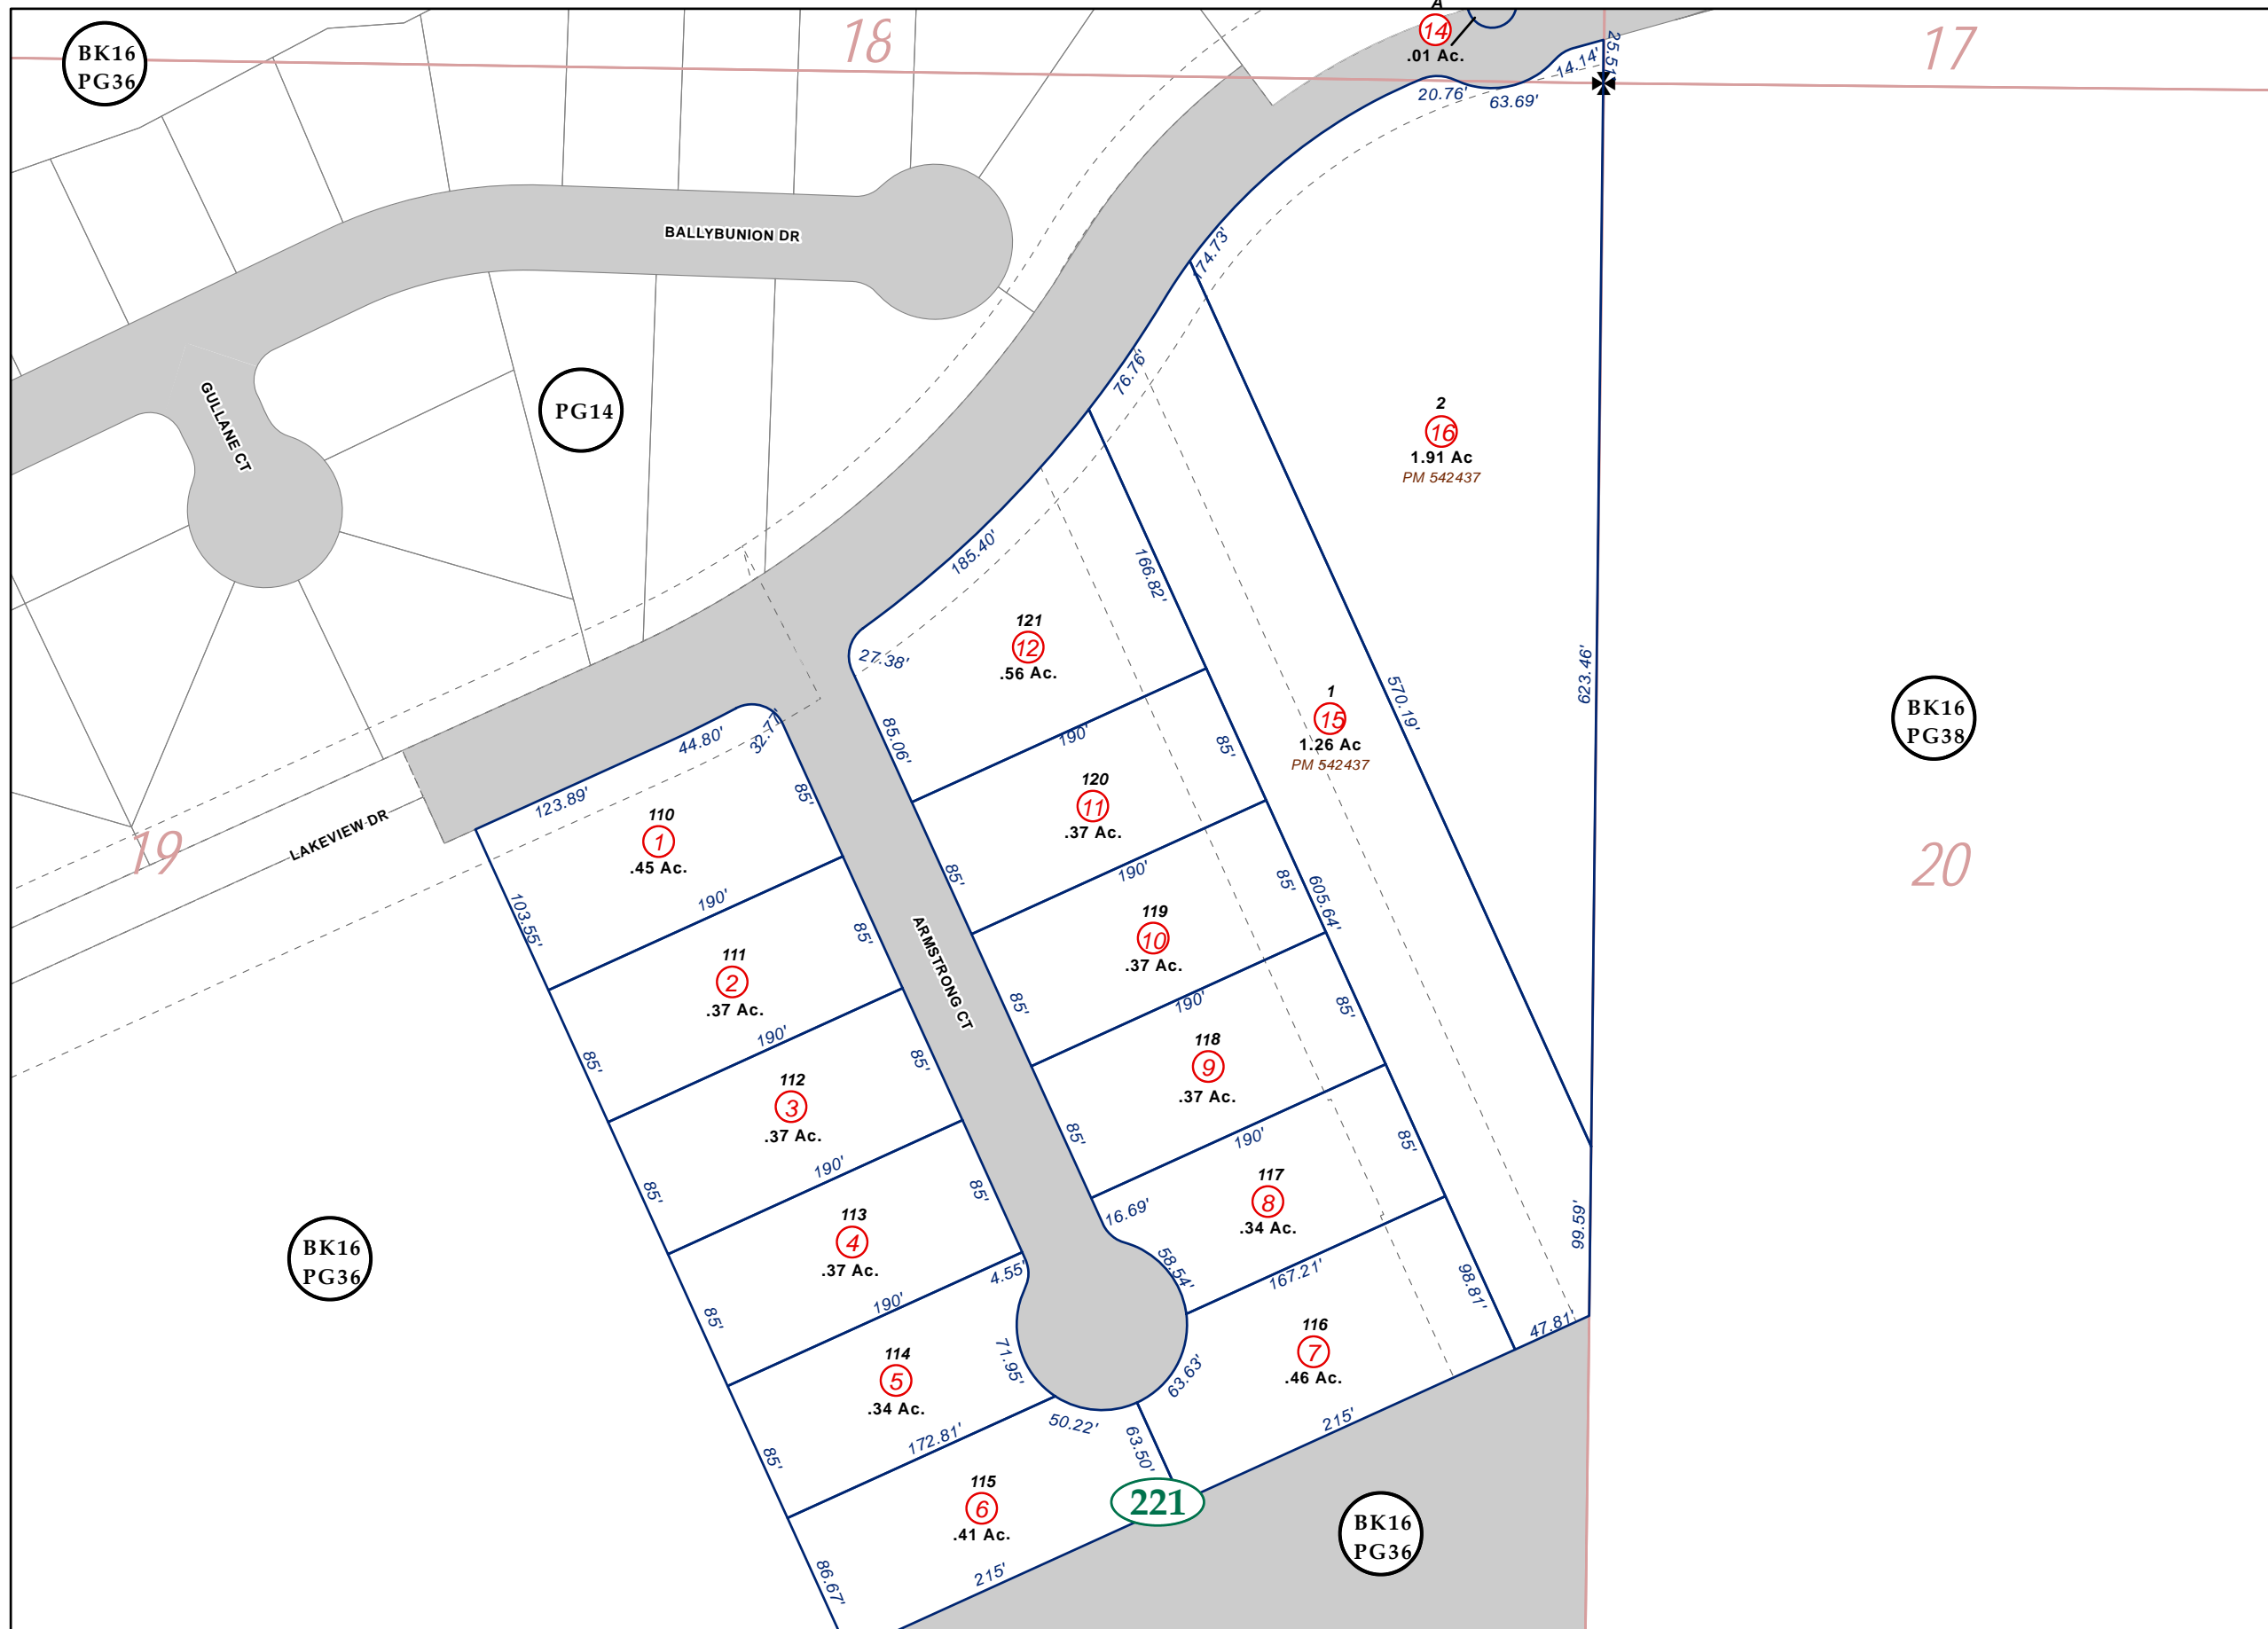 BK16
PG36
18
A
14
.01 Ac.
17
25.51'
14.14'
20.76'
63.69'
BALLYBUNION DR
GULLANE CT
PG14
174.73'
76.76'
2
16
1.91 Ac
PM 542437
185.40'
166.82'
121
12
.56 Ac.
27.38'
623.46'
570.19'
1
15
1.26 Ac
PM 542437
BK16
PG38
85.06'
190'
85'
44.80'
32.77'
123.89'
85'
110
1
.45 Ac.
120
11
.37 Ac.
LAKEVIEW DR
19
20
103.55'
190'
85'
85'
190'
85'
605.64'
111
2
.37 Ac.
119
10
.37 Ac.
ARMSTRONG CT
190'
85'
85'
85'
190'
85'
112
3
.37 Ac.
118
9
.37 Ac.
190'
85'
85'
85'
190'
85'
113
4
.37 Ac.
117
8
.34 Ac.
16.69'
99.59'
BK16
PG36
190'
4.55'
85'
58.54'
167.21'
98.81'
47.81'
114
5
.34 Ac.
71.95'
116
7
.46 Ac.
63.63'
172.81'
50.22'
63.50'
215'
85'
115
6
.41 Ac.
221
BK16
PG36
86.67'
215'